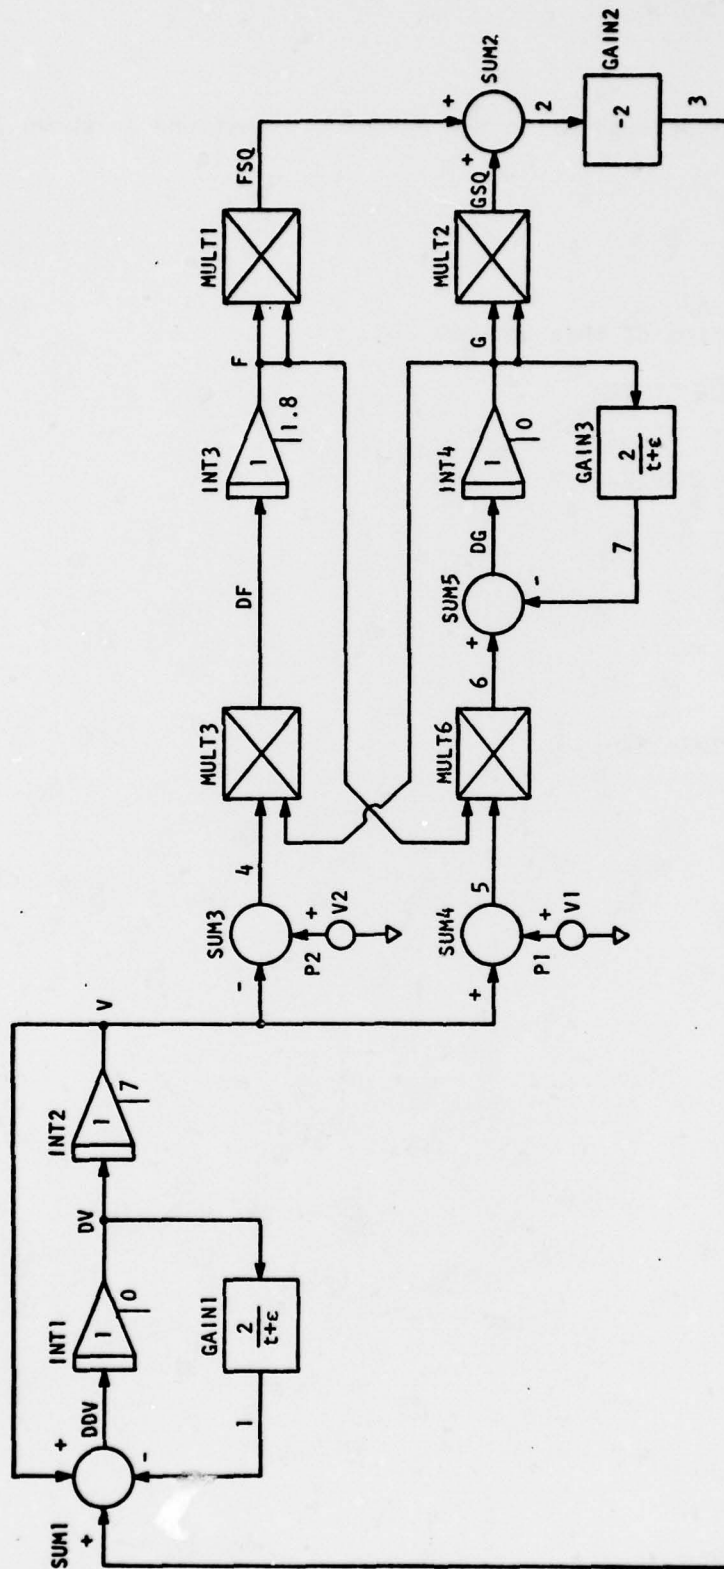 SUM1
+
+
-
DDV
INT1
1
0
GAIN1
2
t+ε
1
DV
INT2
1
7
V
-
+
SUM3
P2
+
V2
4
SUM4
P1
+
V1
5
MULT3
MULT6
DF
6
+
SUM5
-
DG
7
INT3
1
1.8
INT4
1
0
GAIN3
2
t+ε
F
G
MULT1
MULT2
FSQ
GSQ
+
+
SUM2
2
GAIN2
-2
3